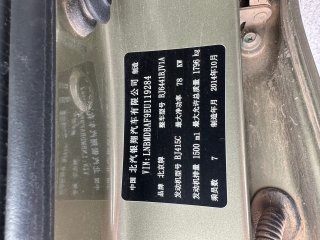 中国 北汽银翔汽车有限公司 制造
VIN:LNBMDBAF9EU119284
品牌 北京牌 整车型号 BJ6441BJV1A
发动机型号 BJ415C 最大净功率 78 KW
发动机排量 1500 ml 最大允许总质量 1796 kg
乘员数 7 制造年月 2014年10月